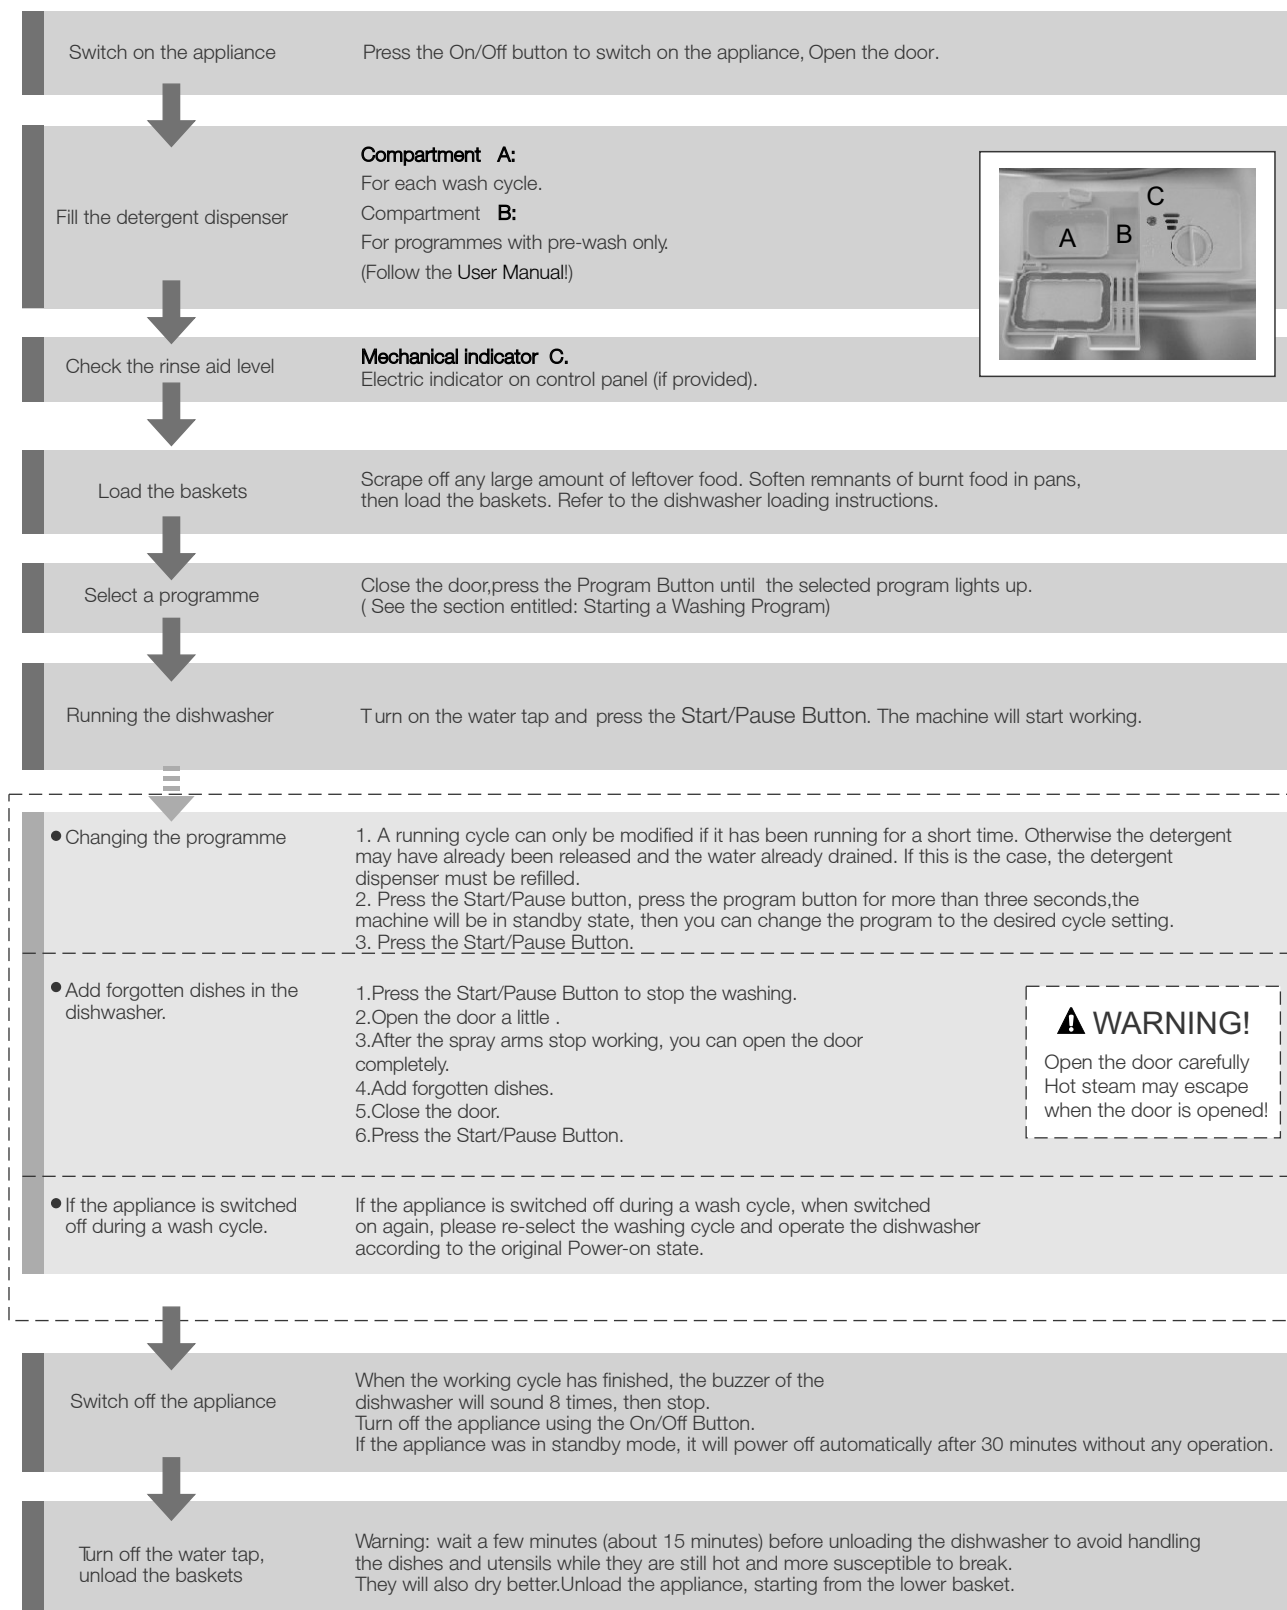 Switch on the appliance
Press the On/Off button to switch on the appliance, Open the door.
Fill the detergent dispenser
Compartment A:
For each wash cycle.
Compartment B:
For programmes with pre-wash only.
(Follow the User Manual!)
A
B
C
Check the rinse aid level
Mechanical indicator C.
Electric indicator on control panel (if provided).
Load the baskets
Scrape off any large amount of leftover food. Soften remnants of burnt food in pans,
then load the baskets. Refer to the dishwasher loading instructions.
Select a programme
Close the door,press the Program Button until the selected program lights up.
( See the section entitled: Starting a Washing Program)
Running the dishwasher
Turn on the water tap and press the Start/Pause Button. The machine will start working.
Changing the programme
1. A running cycle can only be modified if it has been running for a short time. Otherwise the detergent
may have already been released and the water already drained. If this is the case, the detergent
dispenser must be refilled.
2. Press the Start/Pause button, press the program button for more than three seconds,the
machine will be in standby state, then you can change the program to the desired cycle setting.
3. Press the Start/Pause Button.
Add forgotten dishes in the
dishwasher.
1.Press the Start/Pause Button to stop the washing.
2.Open the door a little .
3.After the spray arms stop working, you can open the door
completely.
4.Add forgotten dishes.
5.Close the door.
6.Press the Start/Pause Button.
WARNING!
Open the door carefully
Hot steam may escape
when the door is opened!
If the appliance is switched
off during a wash cycle.
If the appliance is switched off during a wash cycle, when switched
on again, please re-select the washing cycle and operate the dishwasher
according to the original Power-on state.
Switch off the appliance
When the working cycle has finished, the buzzer of the
dishwasher will sound 8 times, then stop.
Turn off the appliance using the On/Off Button.
If the appliance was in standby mode, it will power off automatically after 30 minutes without any operation.
Turn off the water tap,
unload the baskets
Warning: wait a few minutes (about 15 minutes) before unloading the dishwasher to avoid handling
the dishes and utensils while they are still hot and more susceptible to break.
They will also dry better.Unload the appliance, starting from the lower basket.